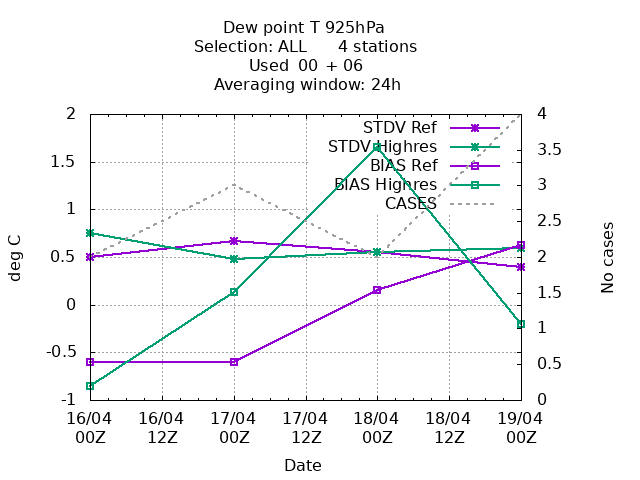 Dew point T 925hPa
Selection: ALL      4 stations
Used  00 + 06
Averaging window: 24h
STDV Ref
STDV Highres
BIAS Ref
BIAS Highres
CASES
deg C
2
1.5
1
0.5
0
-0.5
-1
No cases
4
3.5
3
2.5
2
1.5
1
0.5
0
16/04 16/04 17/04 17/04 18/04 18/04 19/04
00Z 12Z 00Z 12Z 00Z 12Z 00Z
Date